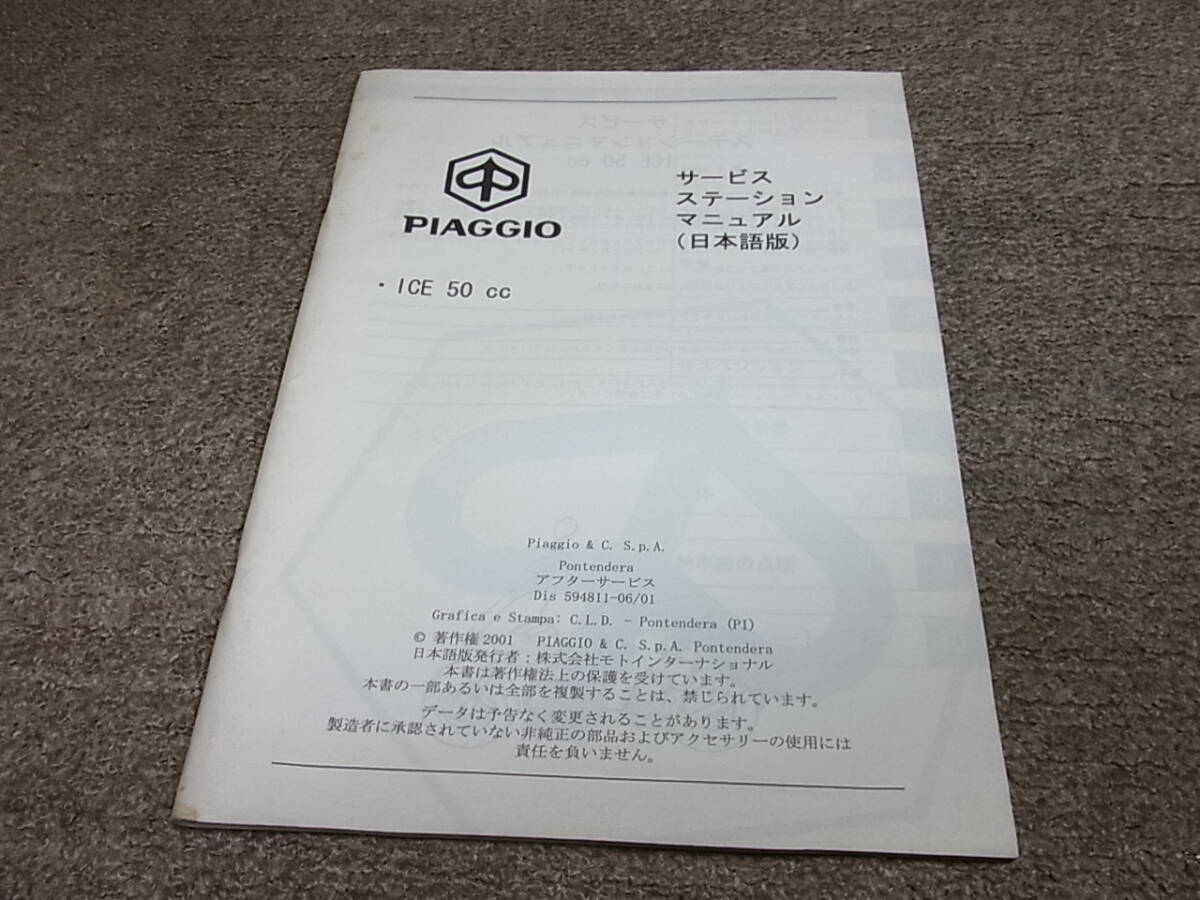 PIAGGIO
サービス
ステーション
マニュアル
(日本語版)
・ICE 50 cc
Piaggio & C. S.p.A.
Pontendera
アフターサービス
Dis 594811-06/01
Grafica e Stampa: C.L.D. - Pontendera (PI)
© 著作権2001 PIAGGIO & C. S.p.A. Pontendera
日本語版発行者：株式会社モトインターナショナル
本書は著作権法上の保護を受けています。
本書の一部あるいは全部を複製することは、禁じられています。
データは予告なく変更されることがあります。
製造者に承認されていない非純正の部品およびアクセサリーの使用には
責任を負いません。